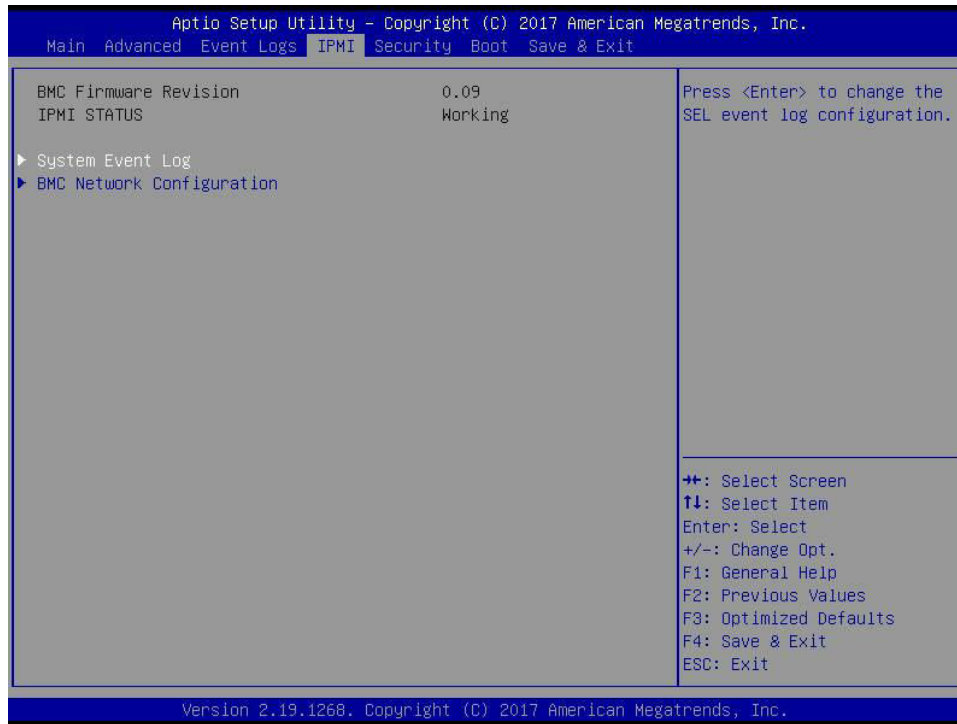 Aptio Setup Utility – Copyright (C) 2017 American Megatrends, Inc.
Main Advanced Event Logs IPMI Security Boot Save & Exit
BMC Firmware Revision 0.09
IPMI STATUS Working
System Event Log
BMC Network Configuration
Press <Enter> to change the
SEL event log configuration.
→←: Select Screen
↑↓: Select Item
Enter: Select
+/-: Change Opt.
F1: General Help
F2: Previous Values
F3: Optimized Defaults
F4: Save & Exit
ESC: Exit
Version 2.19.1268. Copyright (C) 2017 American Megatrends, Inc.